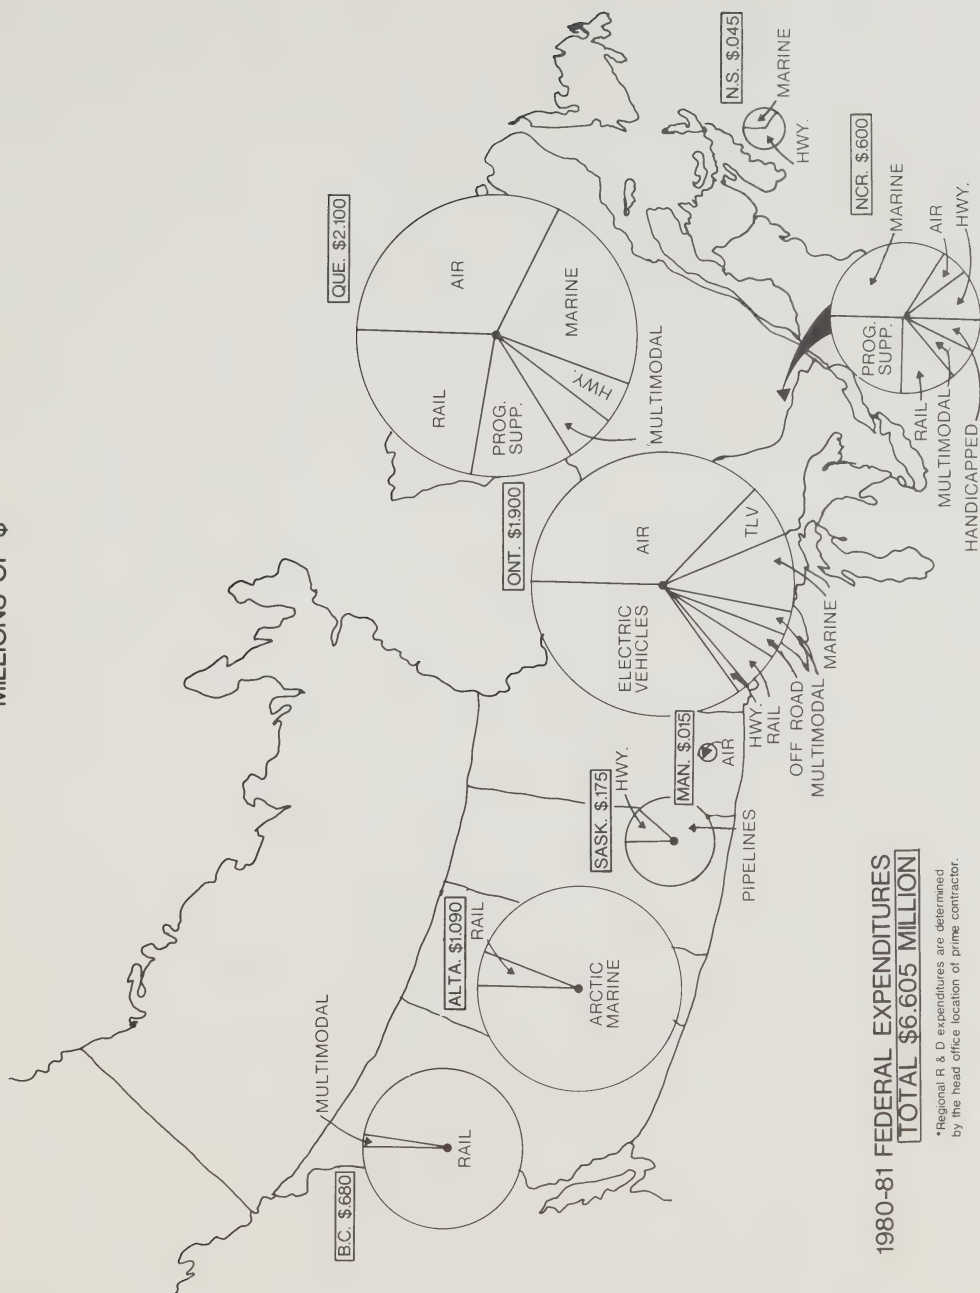 MILLIONS OF $
B.C. $.680
MULTIMODAL
RAIL
ALTA. $1.090
RAIL
ARCTIC
MARINE
SASK. $.175
HWY.
PIPELINES
MAN. $.015
AIR
ONT. $1.900
ELECTRIC
VEHICLES
AIR
TLV
HWY.
RAIL
OFF ROAD
MULTIMODAL
MARINE
QUE. $2.100
RAIL
AIR
PROG.
SUPP.
MARINE
HWY.
MULTIMODAL
N.S. $.045
MARINE
HWY.
NCR. $.600
MARINE
PROG.
SUPP.
AIR
HWY.
RAIL
MULTIMODAL
HANDICAPPED
1980-81 FEDERAL EXPENDITURES
TOTAL $6.605 MILLION
*Regional R & D expenditures are determined
by the head office location of prime contractor.